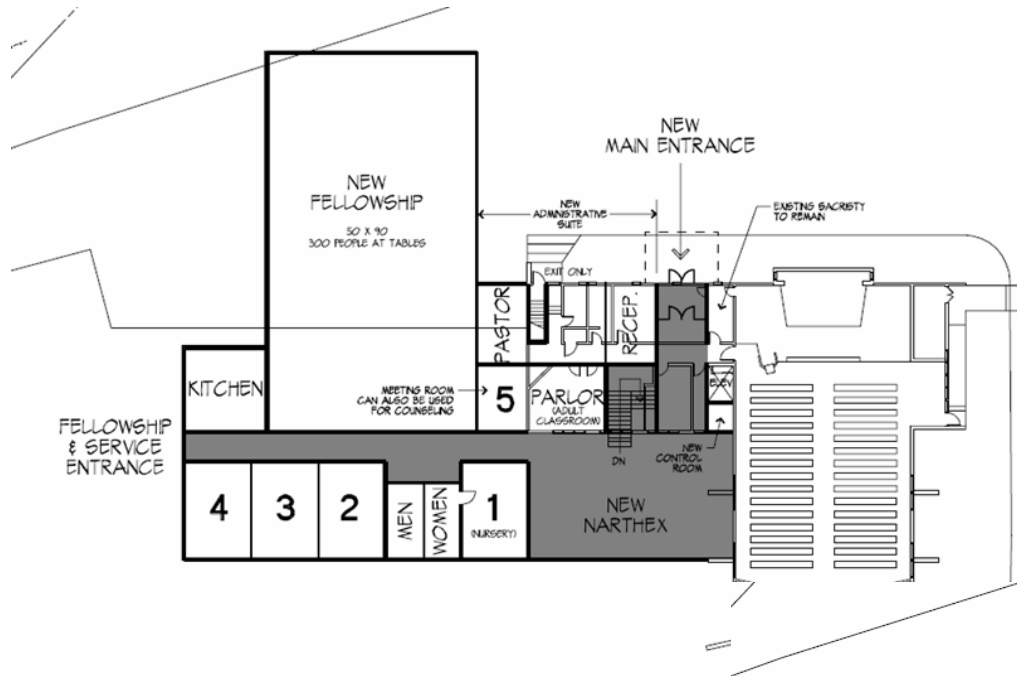 NEW
MAIN ENTRANCE
NEW
FELLOWSHIP
50 X 90
300 PEOPLE AT TABLES
NEW
ADMINISTRATIVE
SUITE
EXISTING SACRISTY
TO REMAIN
EXIT ONLY
PASTOR
RECEP.
KITCHEN
MEETING ROOM
CAN ALSO BE USED
FOR COUNSELING
5
PARLOR
(ADULT
CLASSROOM)
ELEV
FELLOWSHIP
& SERVICE
ENTRANCE
DN
NEW
CONTROL
ROOM
4
3
2
MEN
WOMEN
1
(NURSERY)
NEW
NARTHEX